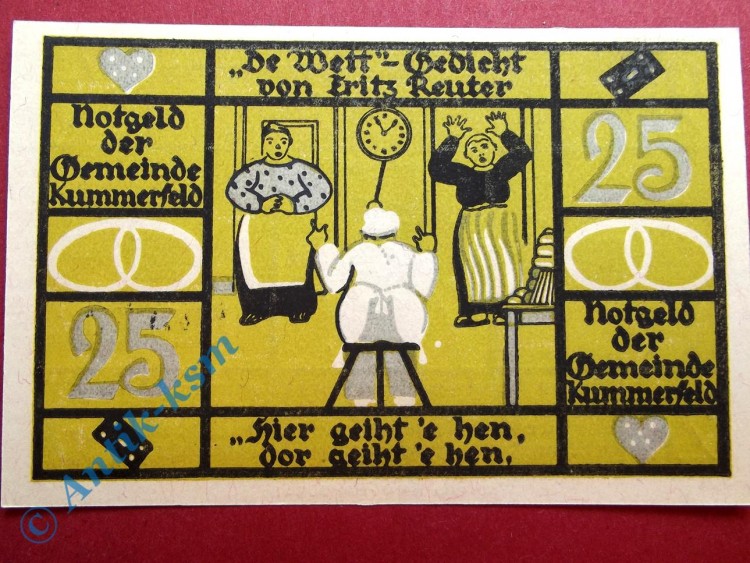 „De Wett“-Gedicht
von Fritz Reuter
Notgeld
der
Gemeinde
Kummerfeld
25
25
Notgeld
der
Gemeinde
Kummerfeld
„Hier geiht 'e hen,
dor geiht 'e hen,
© Antik-ksm